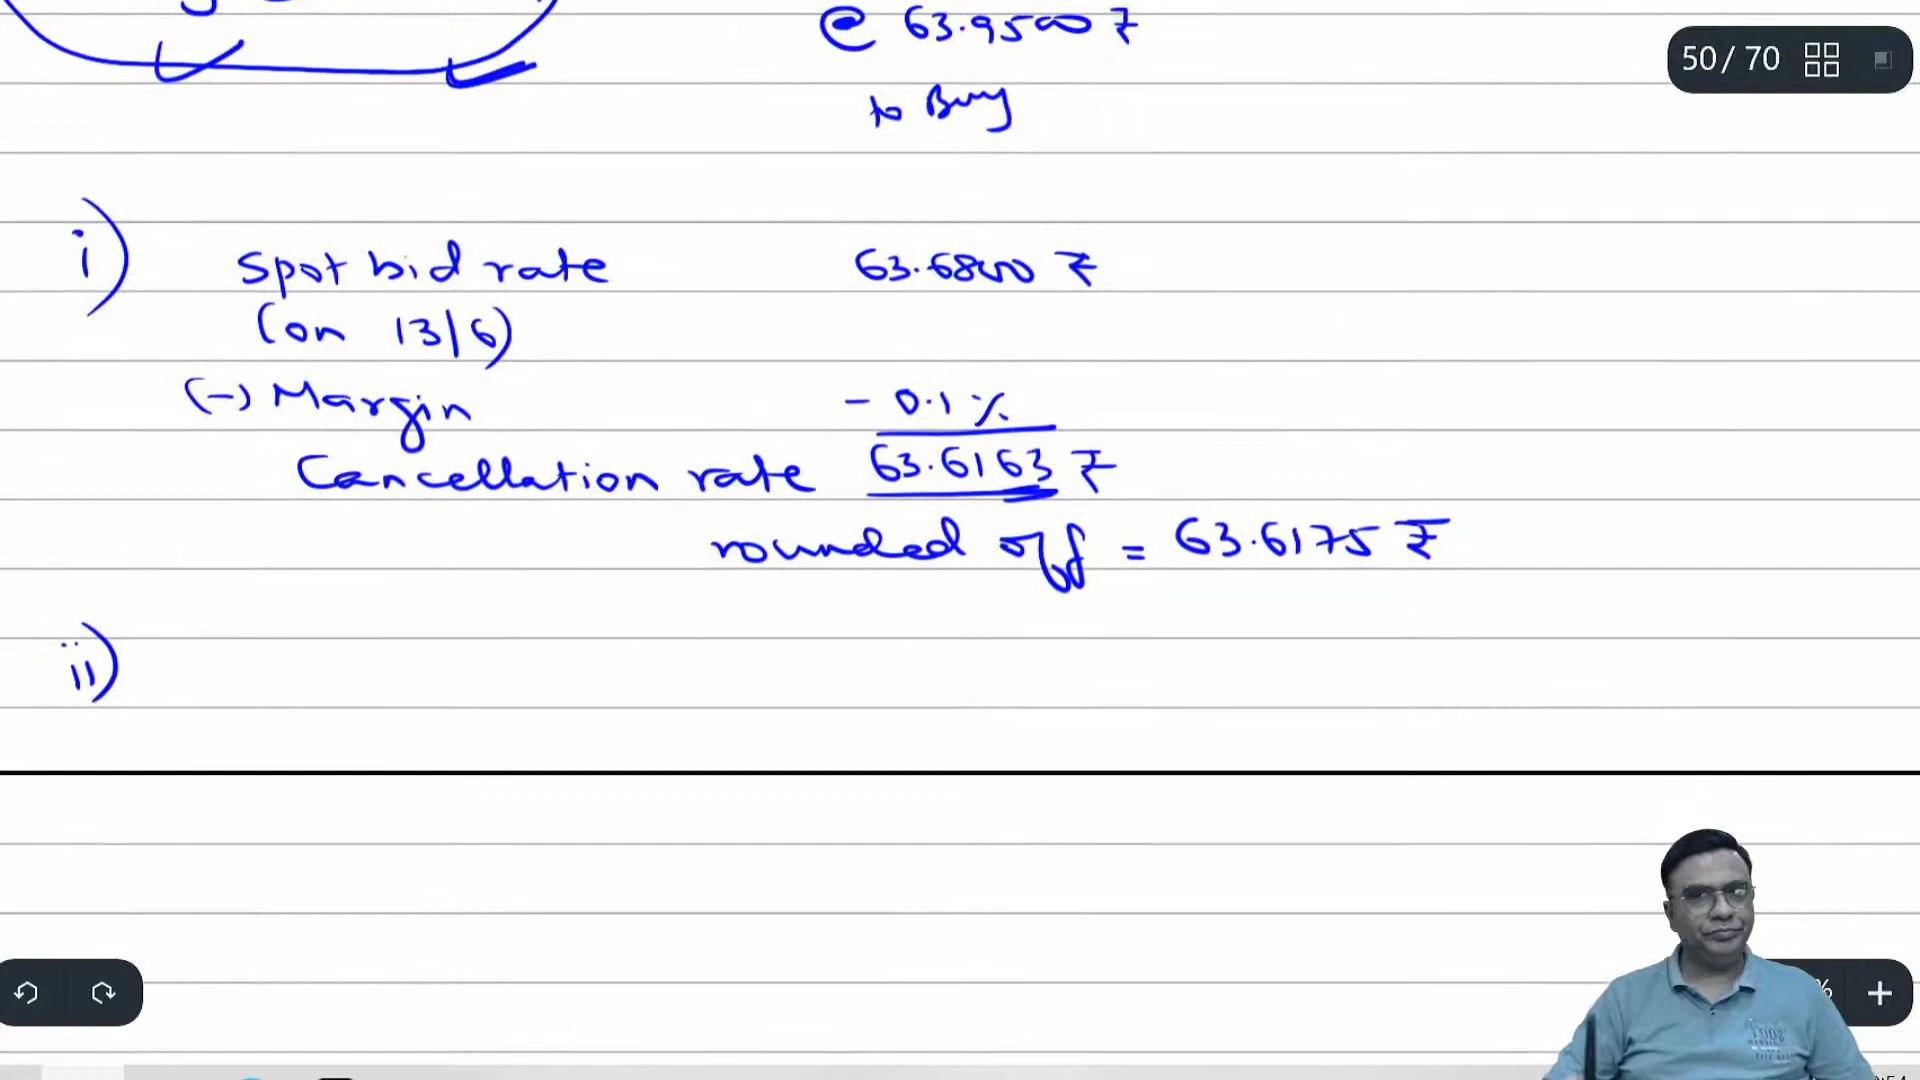 @ 63.9500 ₹
50 / 70
to Buy
i)
Spot bid rate 63.6800 ₹
(on 13/6)
(-) Margin - 0.1 %
Cancellation rate 63.6163 ₹
rounded off = 63.6175 ₹
ii)
%
+